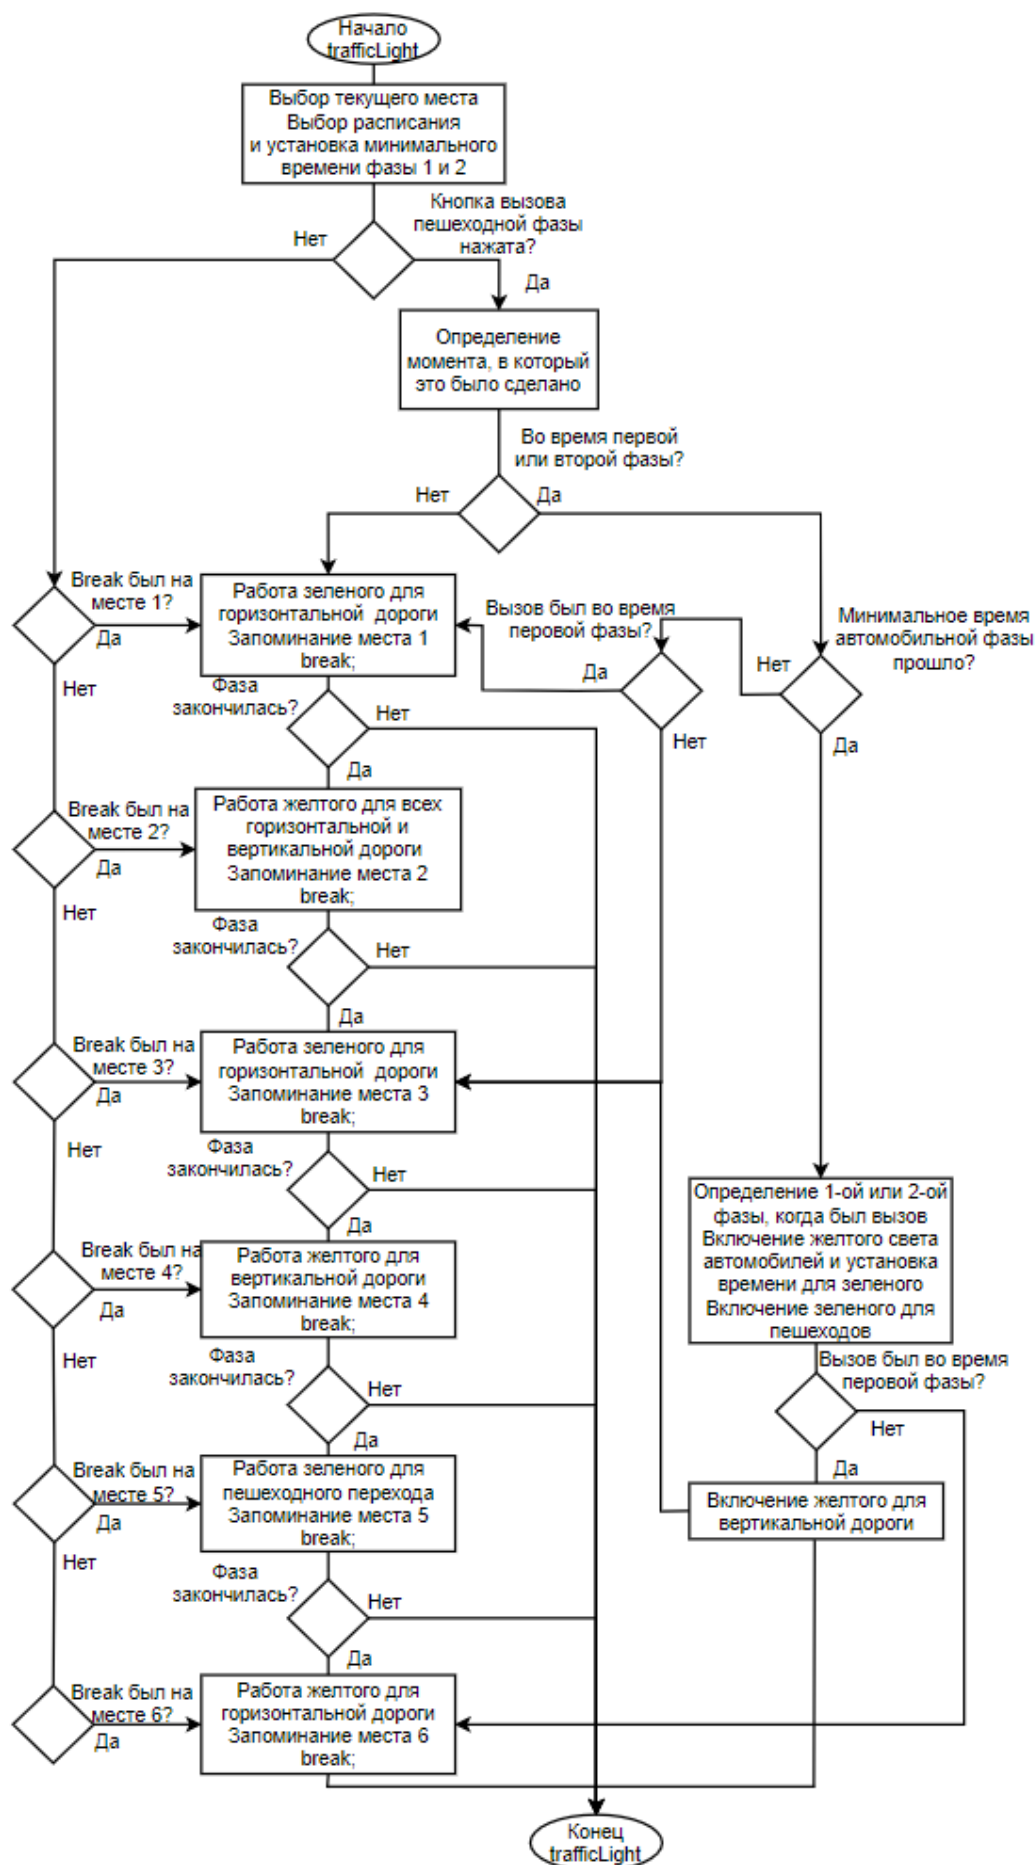 Начало
trafficLight
Выбор текущего места
Выбор расписания
и установка минимального
времени фазы 1 и 2
Кнопка вызова
пешеходной фазы
нажата?
Нет
Да
Определение
момента, в который
это было сделано
Во время первой
или второй фазы?
Нет
Да
Break был на
месте 1?
Да
Нет
Работа зеленого для
горизонтальной дороги
Запоминание места 1
break;
Вызов был во время
перовой фазы?
Да
Нет
Минимальное время
автомобильной фазы
прошло?
Нет
Да
Фаза
закончилась?
Нет
Да
Break был на
месте 2?
Да
Нет
Работа желтого для всех
горизонтальной и
вертикальной дороги
Запоминание места 2
break;
Фаза
закончилась?
Нет
Да
Break был на
месте 3?
Да
Нет
Работа зеленого для
горизонтальной дороги
Запоминание места 3
break;
Фаза
закончилась?
Нет
Да
Определение 1-ой или 2-ой
фазы, когда был вызов
Включение желтого света
автомобилей и установка
времени для зеленого
Включение зеленого для
пешеходов
Break был на
месте 4?
Да
Нет
Работа желтого для
вертикальной дороги
Запоминание места 4
break;
Фаза
закончилась?
Нет
Да
Вызов был во время
перовой фазы?
Нет
Да
Включение желтого для
вертикальной дороги
Break был на
месте 5?
Да
Нет
Работа зеленого для
пешеходного перехода
Запоминание места 5
break;
Фаза
закончилась?
Нет
Да
Break был на
месте 6?
Да
Работа желтого для
горизонтальной дороги
Запоминание места 6
break;
Конец
trafficLight